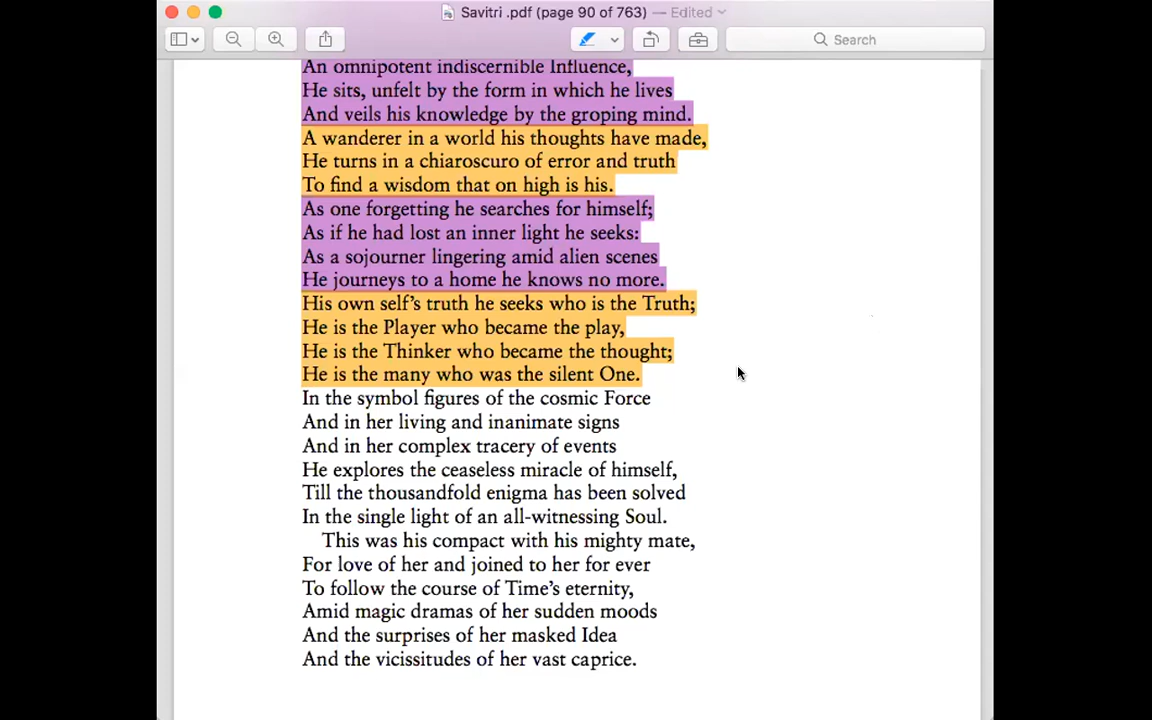 Savitri .pdf (page 90 of 763) — Edited
Search
An omnipotent indiscernible Influence,
He sits, unfelt by the form in which he lives
And veils his knowledge by the groping mind.
A wanderer in a world his thoughts have made,
He turns in a chiaroscuro of error and truth
To find a wisdom that on high is his.
As one forgetting he searches for himself;
As if he had lost an inner light he seeks:
As a sojourner lingering amid alien scenes
He journeys to a home he knows no more.
His own self’s truth he seeks who is the Truth;
He is the Player who became the play,
He is the Thinker who became the thought;
He is the many who was the silent One.
In the symbol figures of the cosmic Force
And in her living and inanimate signs
And in her complex tracery of events
He explores the ceaseless miracle of himself,
Till the thousandfold enigma has been solved
In the single light of an all-witnessing Soul.
This was his compact with his mighty mate,
For love of her and joined to her for ever
To follow the course of Time’s eternity,
Amid magic dramas of her sudden moods
And the surprises of her masked Idea
And the vicissitudes of her vast caprice.